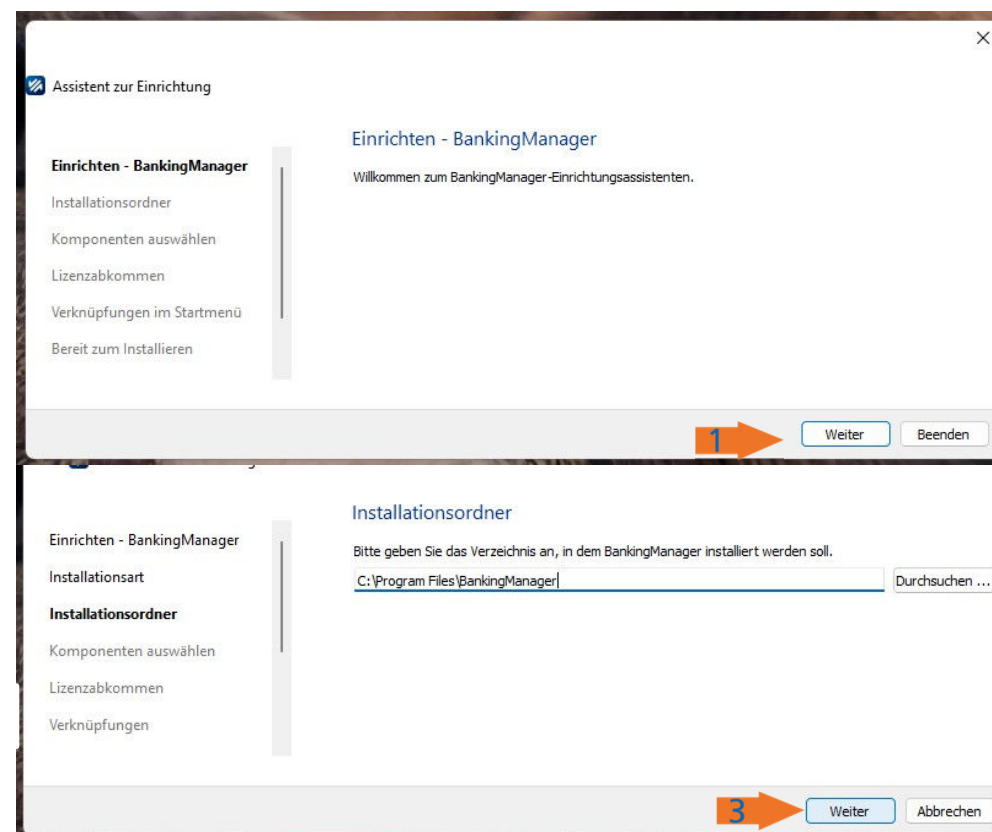 Assistent zur Einrichtung
Einrichten - BankingManager
Installationsordner
Komponenten auswählen
Lizenzabkommen
Verknüpfungen im Startmenü
Bereit zum Installieren
Einrichten - BankingManager
Willkommen zum BankingManager-Einrichtungsassistenten.
1
Weiter
Beenden
Einrichten - BankingManager
Installationsart
Installationsordner
Komponenten auswählen
Lizenzabkommen
Verknüpfungen
Installationsordner
Bitte geben Sie das Verzeichnis an, in dem BankingManager installiert werden soll.
C:\Program Files\BankingManager
Durchsuchen ...
3
Weiter
Abbrechen